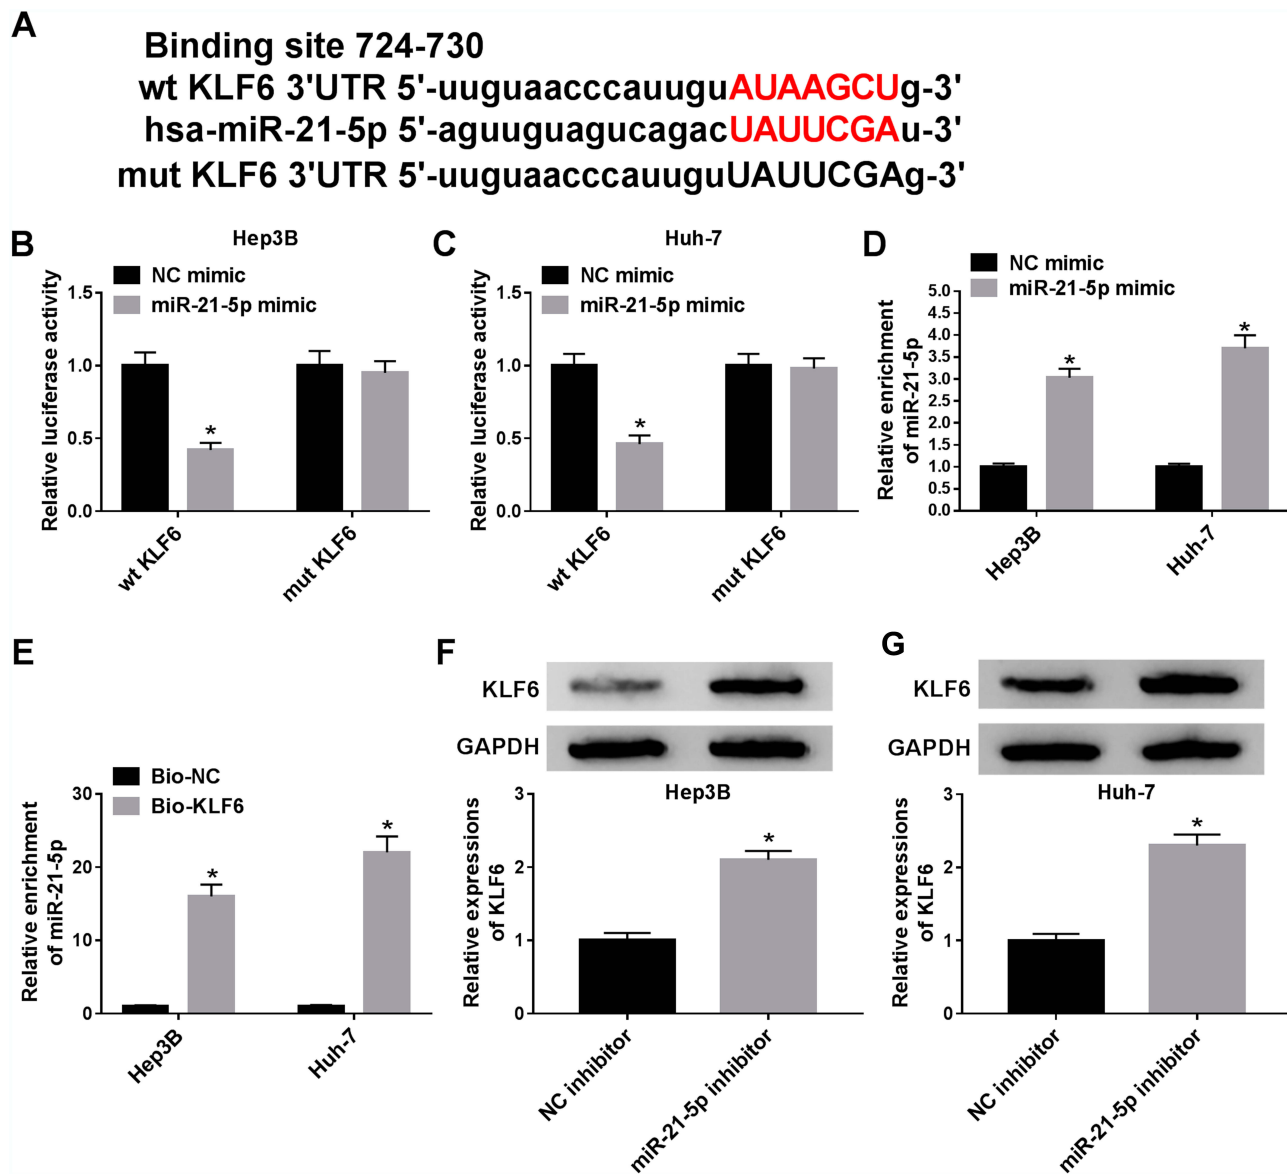 A
Binding site 724-730
wt KLF6 3'UTR 5'-uuguaacccauuguAUAAGCUg-3'
hsa-miR-21-5p 5'-aguuguagucagacUAUUCGAu-3'
mut KLF6 3'UTR 5'-uuguaacccauuguUAUUCGAg-3'
B
Hep3B
NC mimic
miR-21-5p mimic
Relative luciferase activity
1.5
1.0
0.5
0.0
*
wt KLF6
mut KLF6
C
Huh-7
NC mimic
miR-21-5p mimic
Relative luciferase activity
1.5
1.0
0.5
0.0
*
wt KLF6
mut KLF6
D
NC mimic
miR-21-5p mimic
Relative enrichment
of miR-21-5p
5.0
4.5
4.0
3.5
3.0
2.5
2.0
1.5
1.0
0.5
0.0
*
*
Hep3B
Huh-7
E
Bio-NC
Bio-KLF6
Relative enrichment
of miR-21-5p
30
20
10
0
*
*
Hep3B
Huh-7
F
KLF6
GAPDH
Hep3B
Relative expressions
of KLF6
3
2
1
0
*
NC inhibitor
miR-21-5p inhibitor
G
KLF6
GAPDH
Huh-7
Relative expressions
of KLF6
3
2
1
0
*
NC inhibitor
miR-21-5p inhibitor